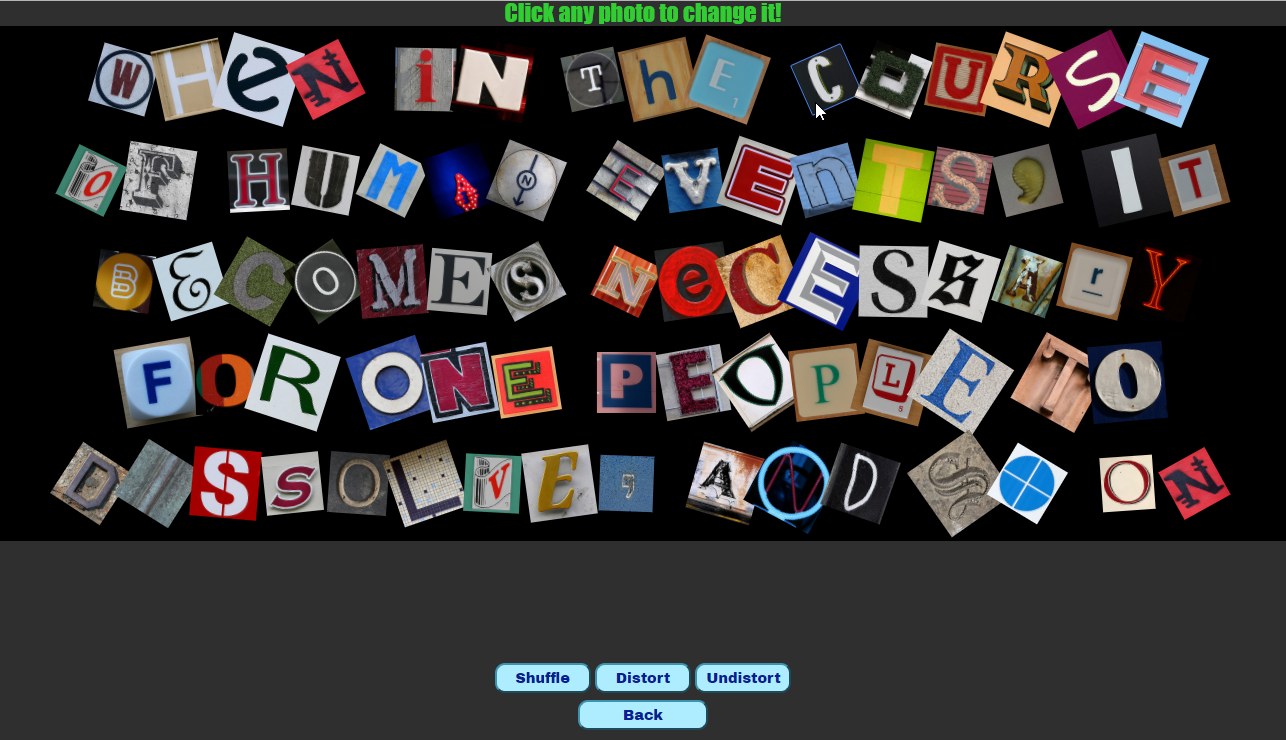 Click any photo to change it!
WHeN iN ThE COURSE
OF HUMAN EVEnTS, IT
BECOMES NeCESSArY
FOR ONE PEOPLE TO
DISSOLVE, AND SO ON
Shuffle Distort Undistort
Back